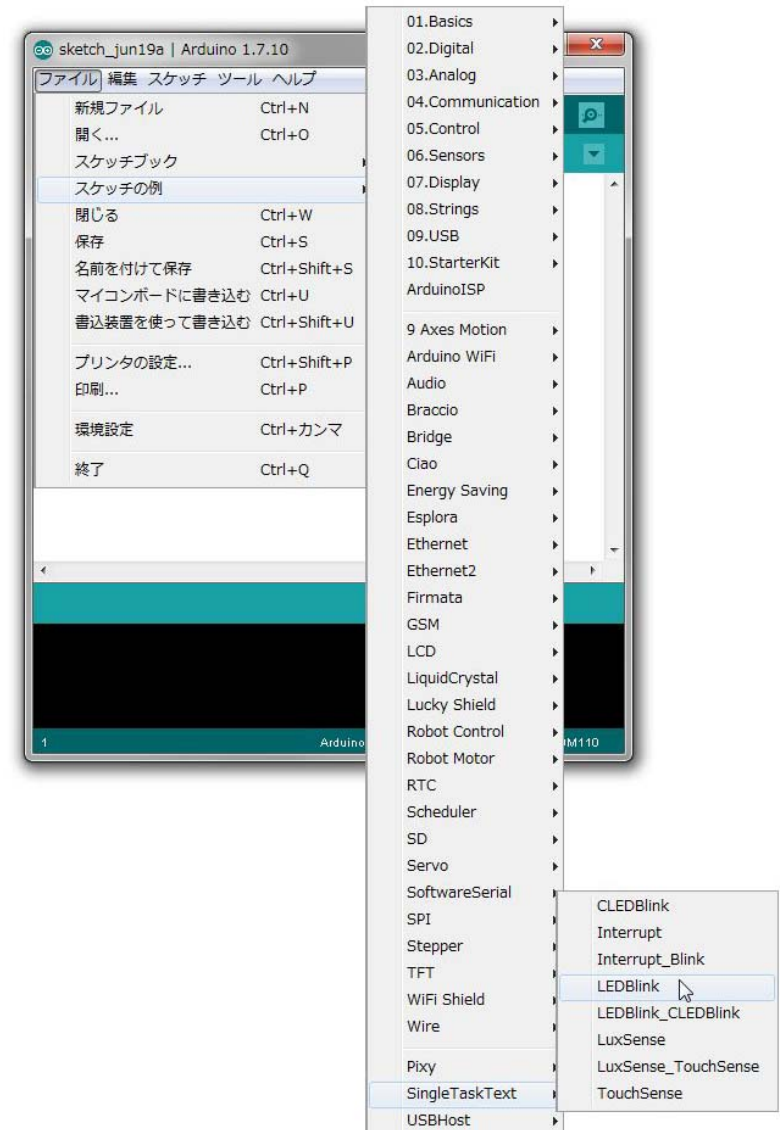 sketch_jun19a | Arduino 1.7.10
ファイル 編集 スケッチ ツール ヘルプ
新規ファイル Ctrl+N
開く... Ctrl+O
スケッチブック
スケッチの例
閉じる Ctrl+W
保存 Ctrl+S
名前を付けて保存 Ctrl+Shift+S
マイコンボードに書き込む Ctrl+U
書込装置を使って書き込む Ctrl+Shift+U
プリンタの設定... Ctrl+Shift+P
印刷... Ctrl+P
環境設定 Ctrl+カンマ
終了 Ctrl+Q
01.Basics
02.Digital
03.Analog
04.Communication
05.Control
06.Sensors
07.Display
08.Strings
09.USB
10.StarterKit
ArduinoISP
9 Axes Motion
Arduino WiFi
Audio
Braccio
Bridge
Ciao
Energy Saving
Esplora
Ethernet
Ethernet2
Firmata
GSM
LCD
LiquidCrystal
Lucky Shield
Robot Control
Robot Motor
RTC
Scheduler
SD
Servo
SoftwareSerial
SPI
Stepper
TFT
WiFi Shield
Wire
Pixy
SingleTaskText
USBHost
CLEDBlink
Interrupt
Interrupt_Blink
LEDBlink
LEDBlink_CLEDBlink
LuxSense
LuxSense_TouchSense
TouchSense
1 Arduino